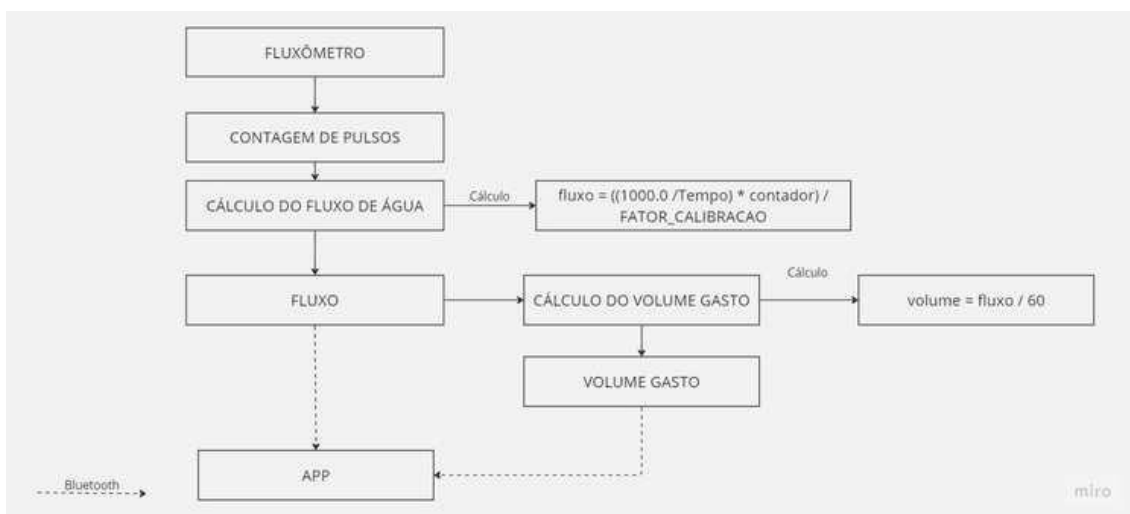 FLUXÔMETRO
CONTAGEM DE PULSOS
CÁLCULO DO FLUXO DE ÁGUA
Cálculo
fluxo = ((1000.0 /Tempo) * contador) /
FATOR_CALIBRACAO
FLUXO
CÁLCULO DO VOLUME GASTO
Cálculo
volume = fluxo / 60
VOLUME GASTO
APP
Bluetooth
miro